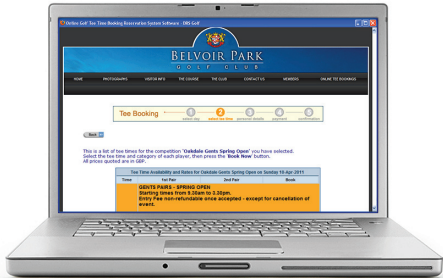 Online Golf Tee Time Booking Reservation System Software - BRS Golf
BELVOIR PARK
GOLF CLUB
HOME PHOTOGRAPHS VISITOR INFO THE COURSE THE CLUB CONTACT US MEMBERS ONLINE TEE BOOKINGS
Tee Booking 1 2 3 4 5
select day select tee time personal details payment confirmation
Back
This is a list of tee times for the competition 'Oakdale Gents Spring Open' you have selected.
Select the tee time and category of each player, then press the 'Book Now' button.
All prices quoted are in GBP.
Tee Time Availability and Rates for Oakdale Gents Spring Open on Sunday 10-Apr-2011
Time 1st Pair 2nd Pair Book
GENTS PAIRS - SPRING OPEN
Starting times from 9.30am to 3.30pm.
Entry Fee non-refundable once accepted - except for cancellation of
event.